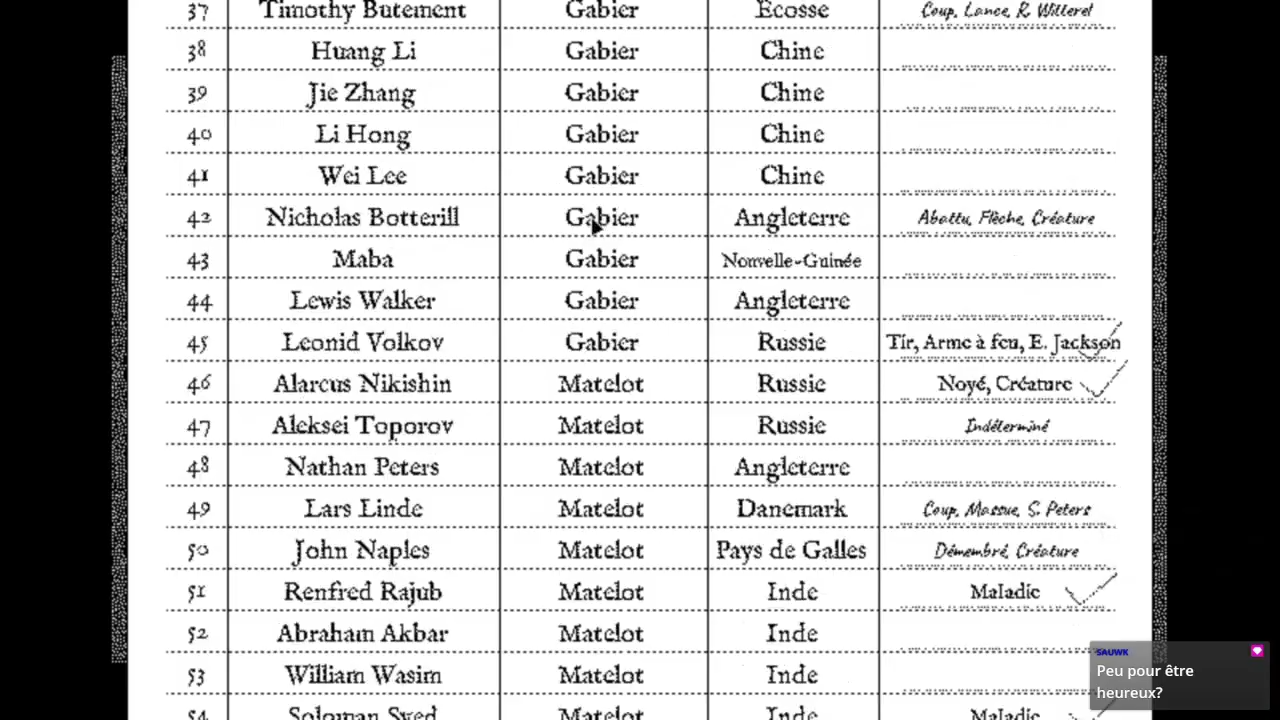 37 Timothy Butement Gabier Ecosse Coup, Lance, R. Willeret
38 Huang Li Gabier Chine
39 Jie Zhang Gabier Chine
40 Li Hong Gabier Chine
41 Wei Lee Gabier Chine
42 Nicholas Botterill Gabier Angleterre Abattu, Flèche, Créature
43 Maba Gabier Nouvelle-Guinée
44 Lewis Walker Gabier Angleterre
45 Leonid Volkov Gabier Russie Tir, Arme à feu, E. Jackson
46 Alarcus Nikishin Matelot Russie Noyé, Créature
47 Aleksei Toporov Matelot Russie Indéterminé
48 Nathan Peters Matelot Angleterre
49 Lars Linde Matelot Danemark Coup, Massue, S. Peters
50 John Naples Matelot Pays de Galles Démembré, Créature
51 Renfred Rajub Matelot Inde Maladie
52 Abraham Akbar Matelot Inde
53 William Wasim Matelot Inde
54 Soloman Syed Matelot Inde Maladie
SAUWK
Peu pour être
heureux?